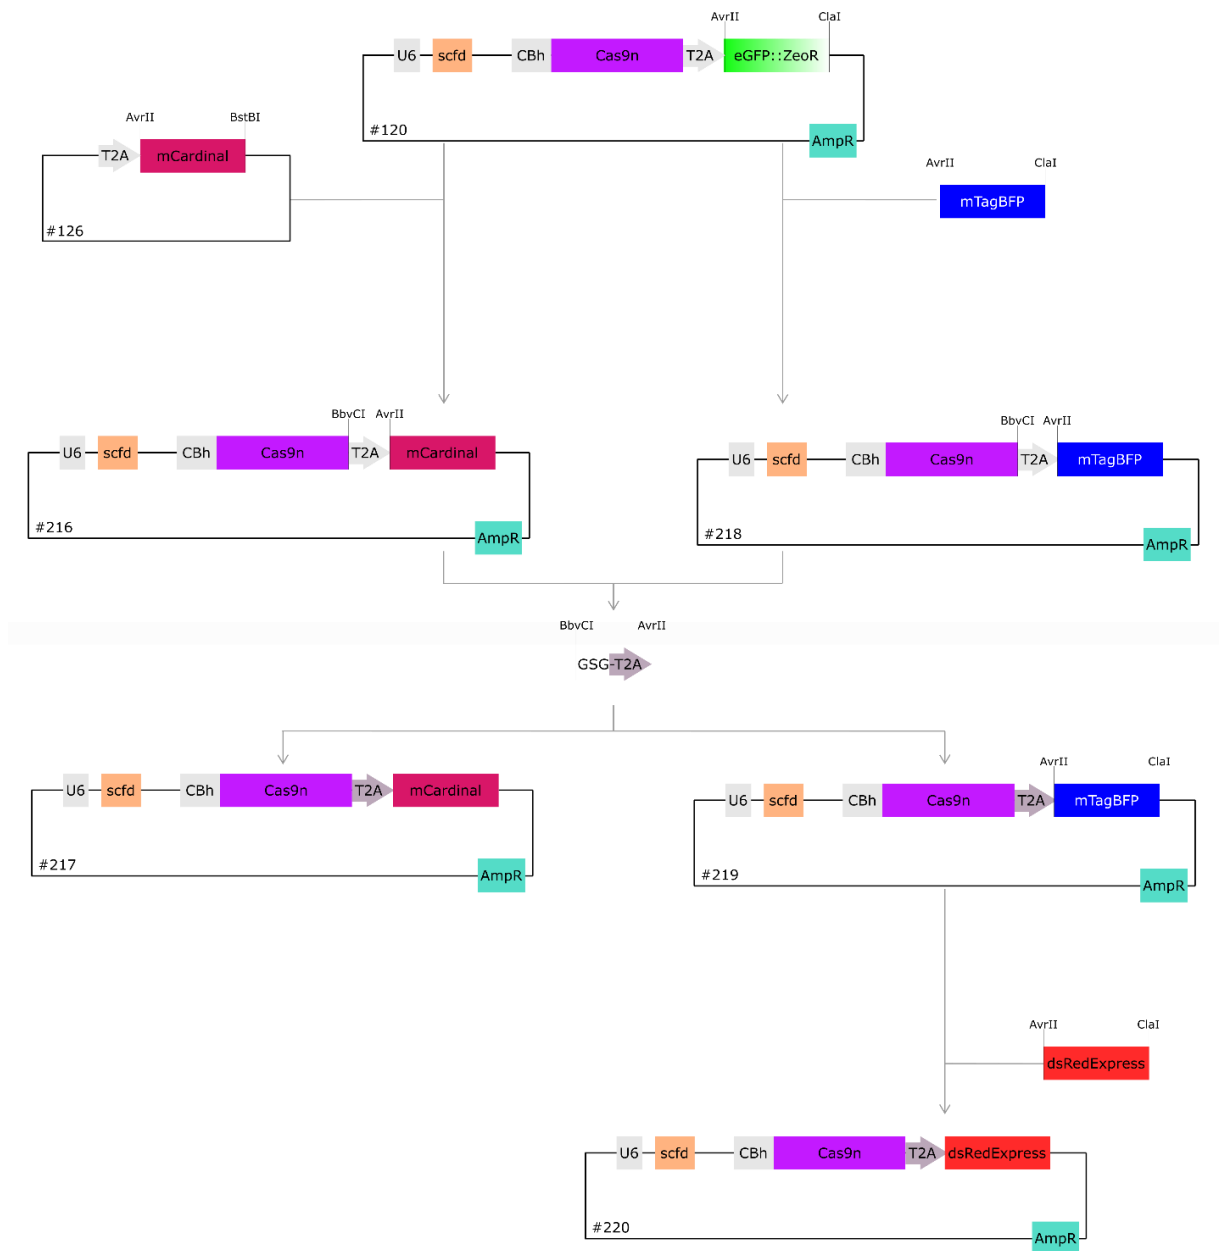 AvrII ClaI
U6 scfd CBh Cas9n T2A eGFP::ZeoR
AvrII BstBI
#120 AmpR
T2A mCardinal
AvrII ClaI
mTagBFP
#126
BbvCI AvrII
U6 scfd CBh Cas9n T2A mCardinal
#216 AmpR
BbvCI AvrII
U6 scfd CBh Cas9n T2A mTagBFP
#218 AmpR
BbvCI AvrII
GSG-T2A
U6 scfd CBh Cas9n T2A mCardinal
#217 AmpR
AvrII ClaI
U6 scfd CBh Cas9n T2A mTagBFP
#219 AmpR
AvrII ClaI
dsRedExpress
U6 scfd CBh Cas9n T2A dsRedExpress
#220 AmpR